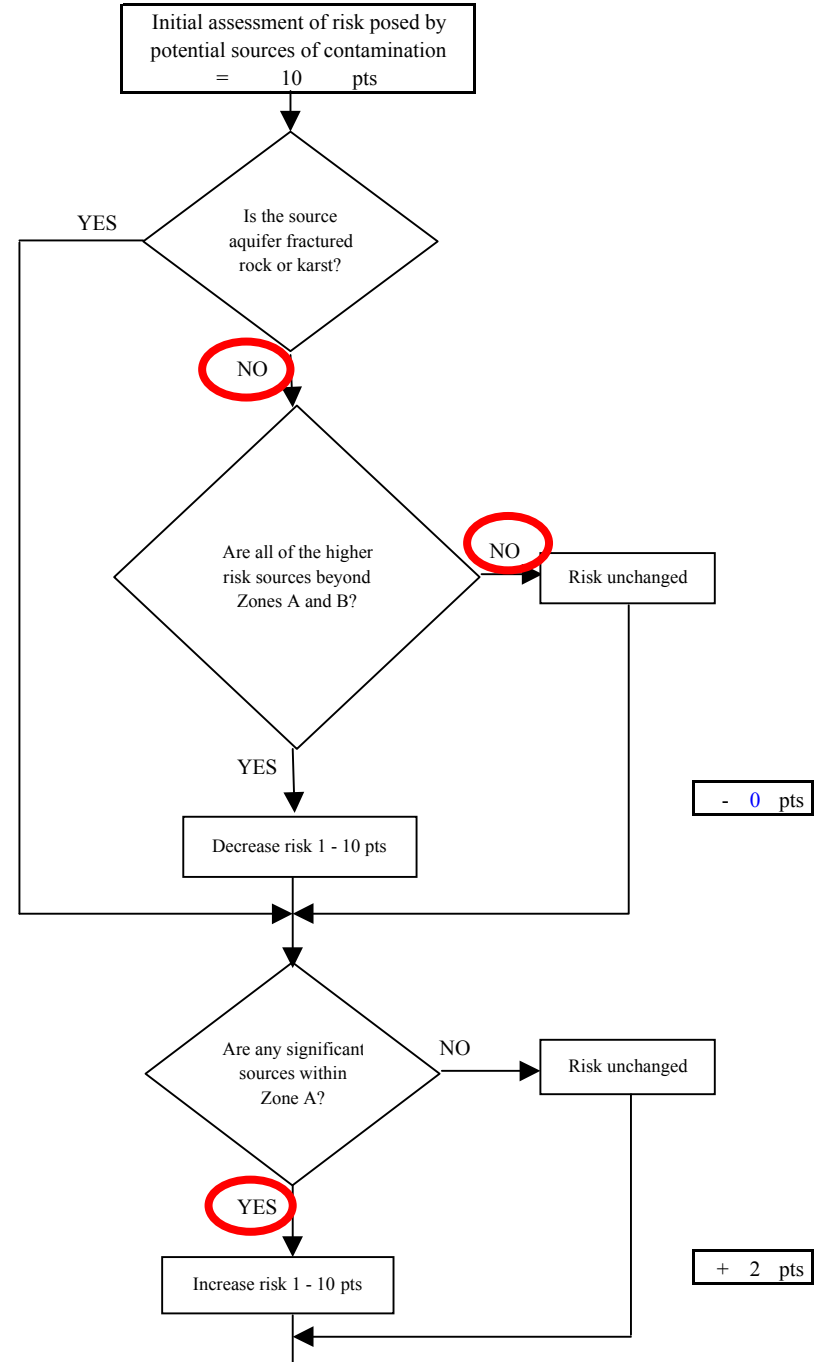 Initial assessment of risk posed by
potential sources of contamination
= 10 pts
YES
Is the source
aquifer fractured
rock or karst?
NO
Are all of the higher
risk sources beyond
Zones A and B?
NO
Risk unchanged
YES
- 0 pts
Decrease risk 1 - 10 pts
Are any significant
sources within
Zone A?
NO
Risk unchanged
YES
+ 2 pts
Increase risk 1 - 10 pts